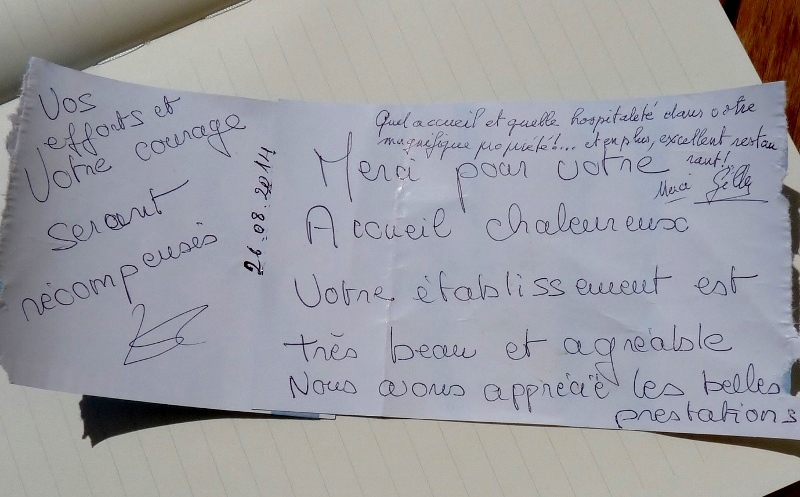 Vos
efforts et
Votre courage
seront
récompensés
26.08.2014
Quel accueil et quelle hospitalité dans votre
magnifique propriété!... et en plus, excellent restau
rant!
Merci Gilly
Merci pour votre
Accueil chaleureux
Votre établissement est
très beau et agréable
Nous avons apprécié les belles
prestations